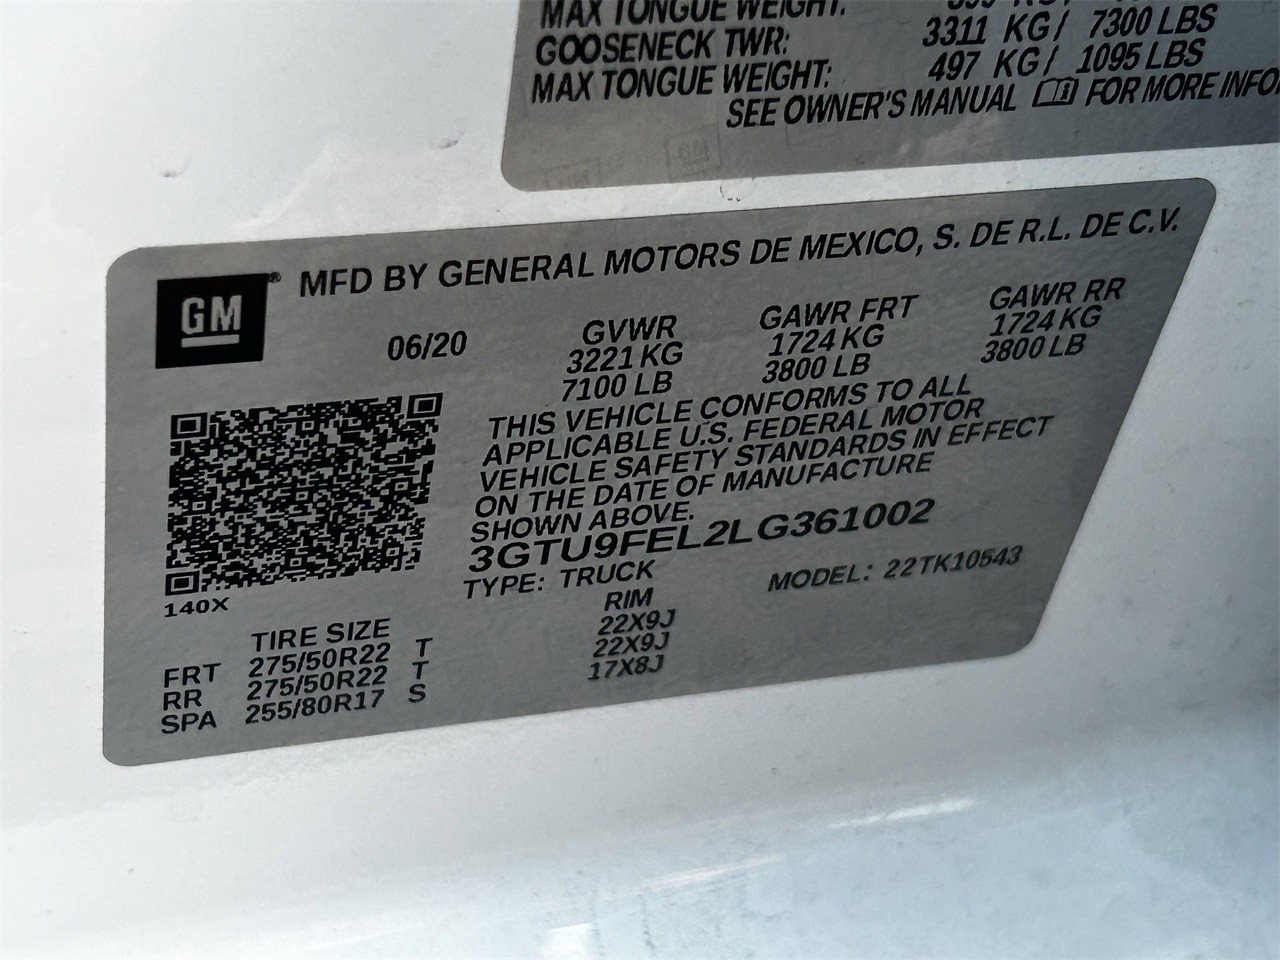 MAX TONGUE WEIGHT:
GOOSENECK TWR: 3311 KG / 7300 LBS
MAX TONGUE WEIGHT: 497 KG / 1095 LBS
SEE OWNER'S MANUAL FOR MORE
GM® MFD BY GENERAL MOTORS DE MEXICO, S. DE R.L. DE C.V.
06/20 GVWR GAWR FRT GAWR RR
3221 KG 1724 KG 1724 KG
7100 LB 3800 LB 3800 LB
THIS VEHICLE CONFORMS TO ALL
APPLICABLE U.S. FEDERAL MOTOR
VEHICLE SAFETY STANDARDS IN EFFECT
ON THE DATE OF MANUFACTURE
SHOWN ABOVE.
3GTU9FEL2LG361002
TYPE: TRUCK MODEL: 22TK10543
140X
TIRE SIZE RIM
FRT 275/50R22 T 22X9J
RR 275/50R22 T 22X9J
SPA 255/80R17 S 17X8J